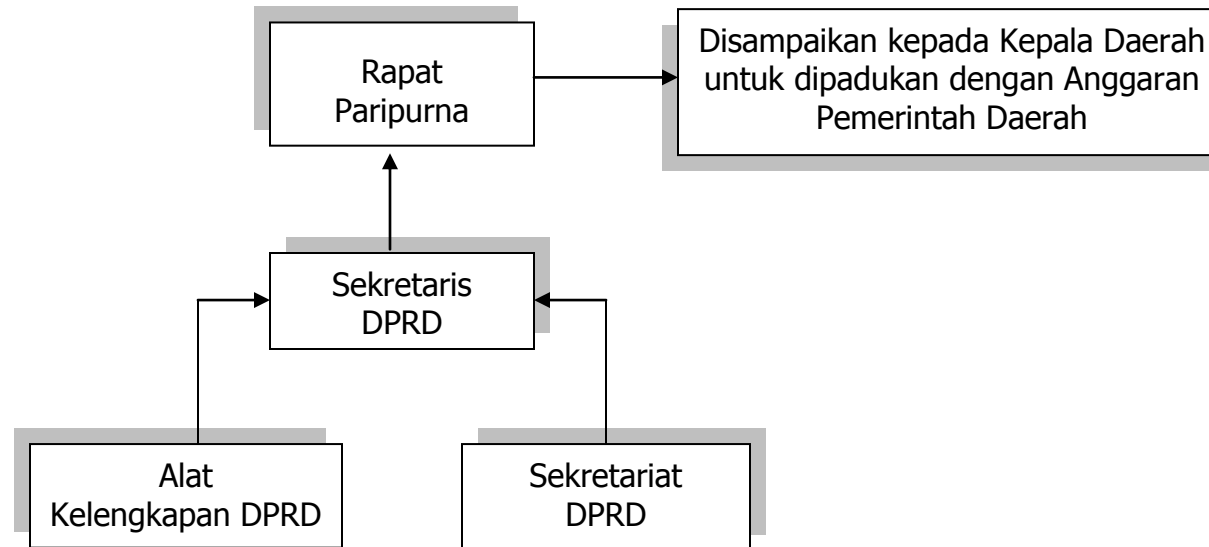 Rapat
Paripurna
Disampaikan kepada Kepala Daerah
untuk dipadukan dengan Anggaran
Pemerintah Daerah
Sekretaris
DPRD
Alat
Kelengkapan DPRD
Sekretariat
DPRD